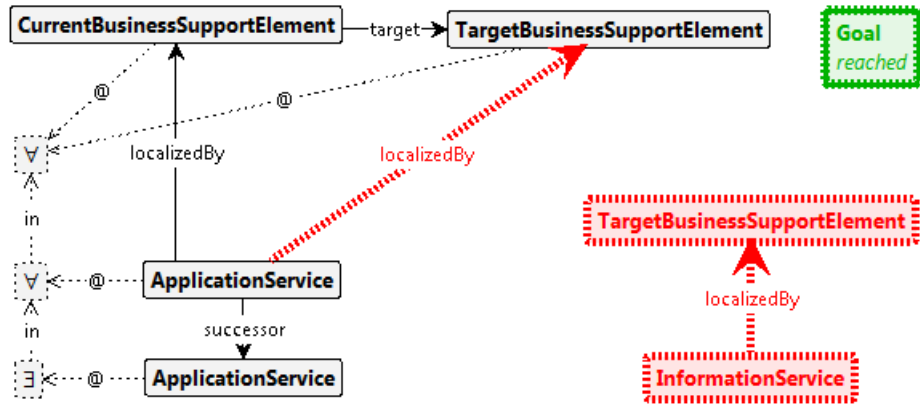 CurrentBusinessSupportElement
target
TargetBusinessSupportElement
Goal
reached
@
@
∀
localizedBy
localizedBy
in
TargetBusinessSupportElement
∀
@
ApplicationService
localizedBy
in
successor
∃
@
ApplicationService
InformationService